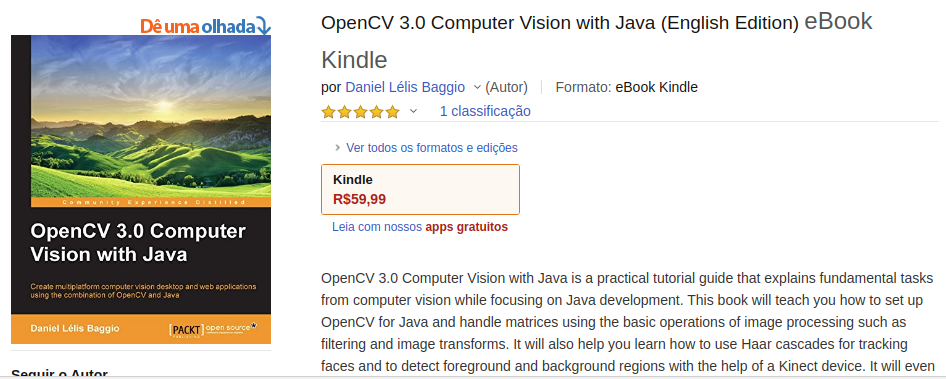 Dê uma olhada
Community Experience Distilled
OpenCV 3.0 Computer
Vision with Java
Create multiplatform computer vision desktop and web applications
using the combination of OpenCV and Java
Daniel Lélis Baggio
[PACKT] open source*
PUBLISHING
Seguir o Autor
OpenCV 3.0 Computer Vision with Java (English Edition) eBook
Kindle
por Daniel Lélis Baggio (Autor) Formato: eBook Kindle
1 classificação
Ver todos os formatos e edições
Kindle
R$59,99
Leia com nossos apps gratuitos
OpenCV 3.0 Computer Vision with Java is a practical tutorial guide that explains fundamental tasks
from computer vision while focusing on Java development. This book will teach you how to set up
OpenCV for Java and handle matrices using the basic operations of image processing such as
filtering and image transforms. It will also help you learn how to use Haar cascades for tracking
faces and to detect foreground and background regions with the help of a Kinect device. It will even